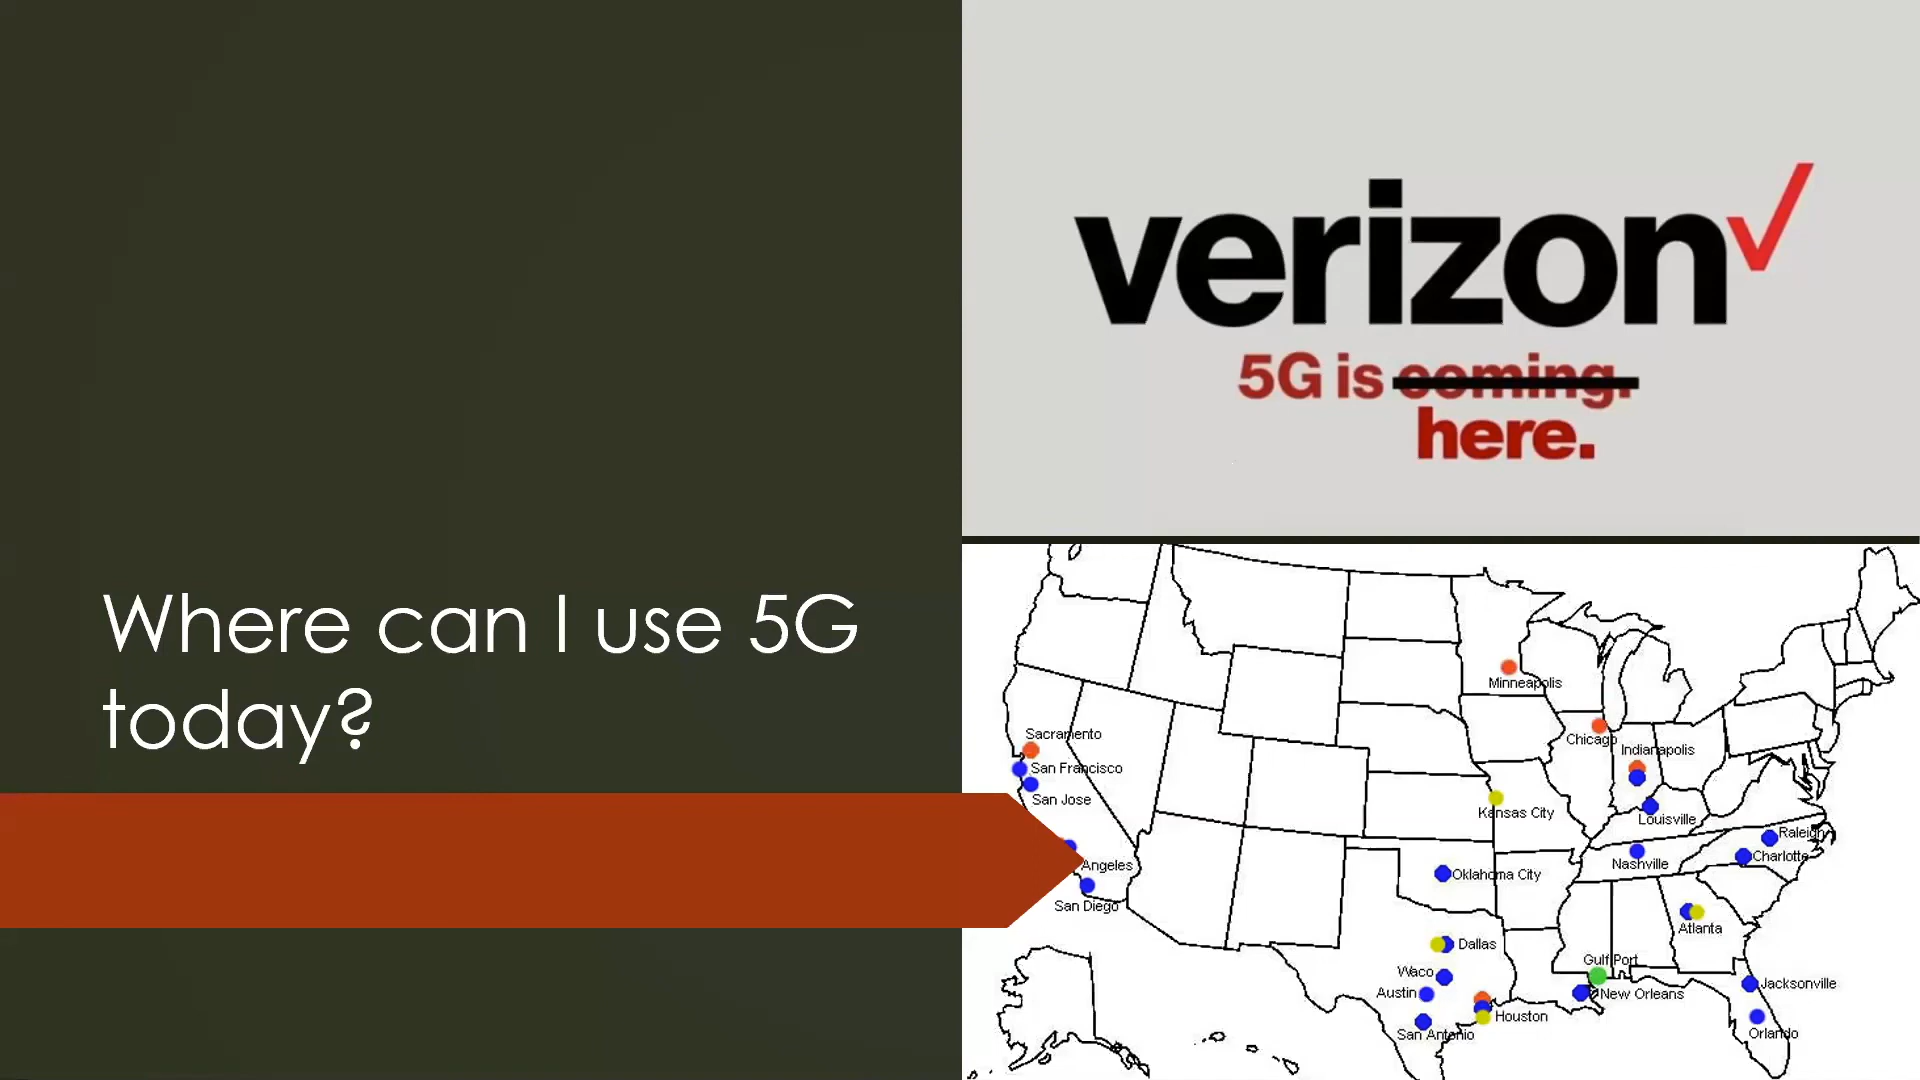 Where can I use 5G
today?
verizon
5G is coming.
here.
Minneapolis
Chicago
Indianapolis
Sacramento
San Francisco
San Jose
Kansas City
Louisville
Raleigh
Angeles
Nashville
Charlotte
Oklahoma City
San Diego
Atlanta
Dallas
Gulf Port
Waco
Jacksonville
Austin
New Orleans
Houston
San Antonio
Orlando